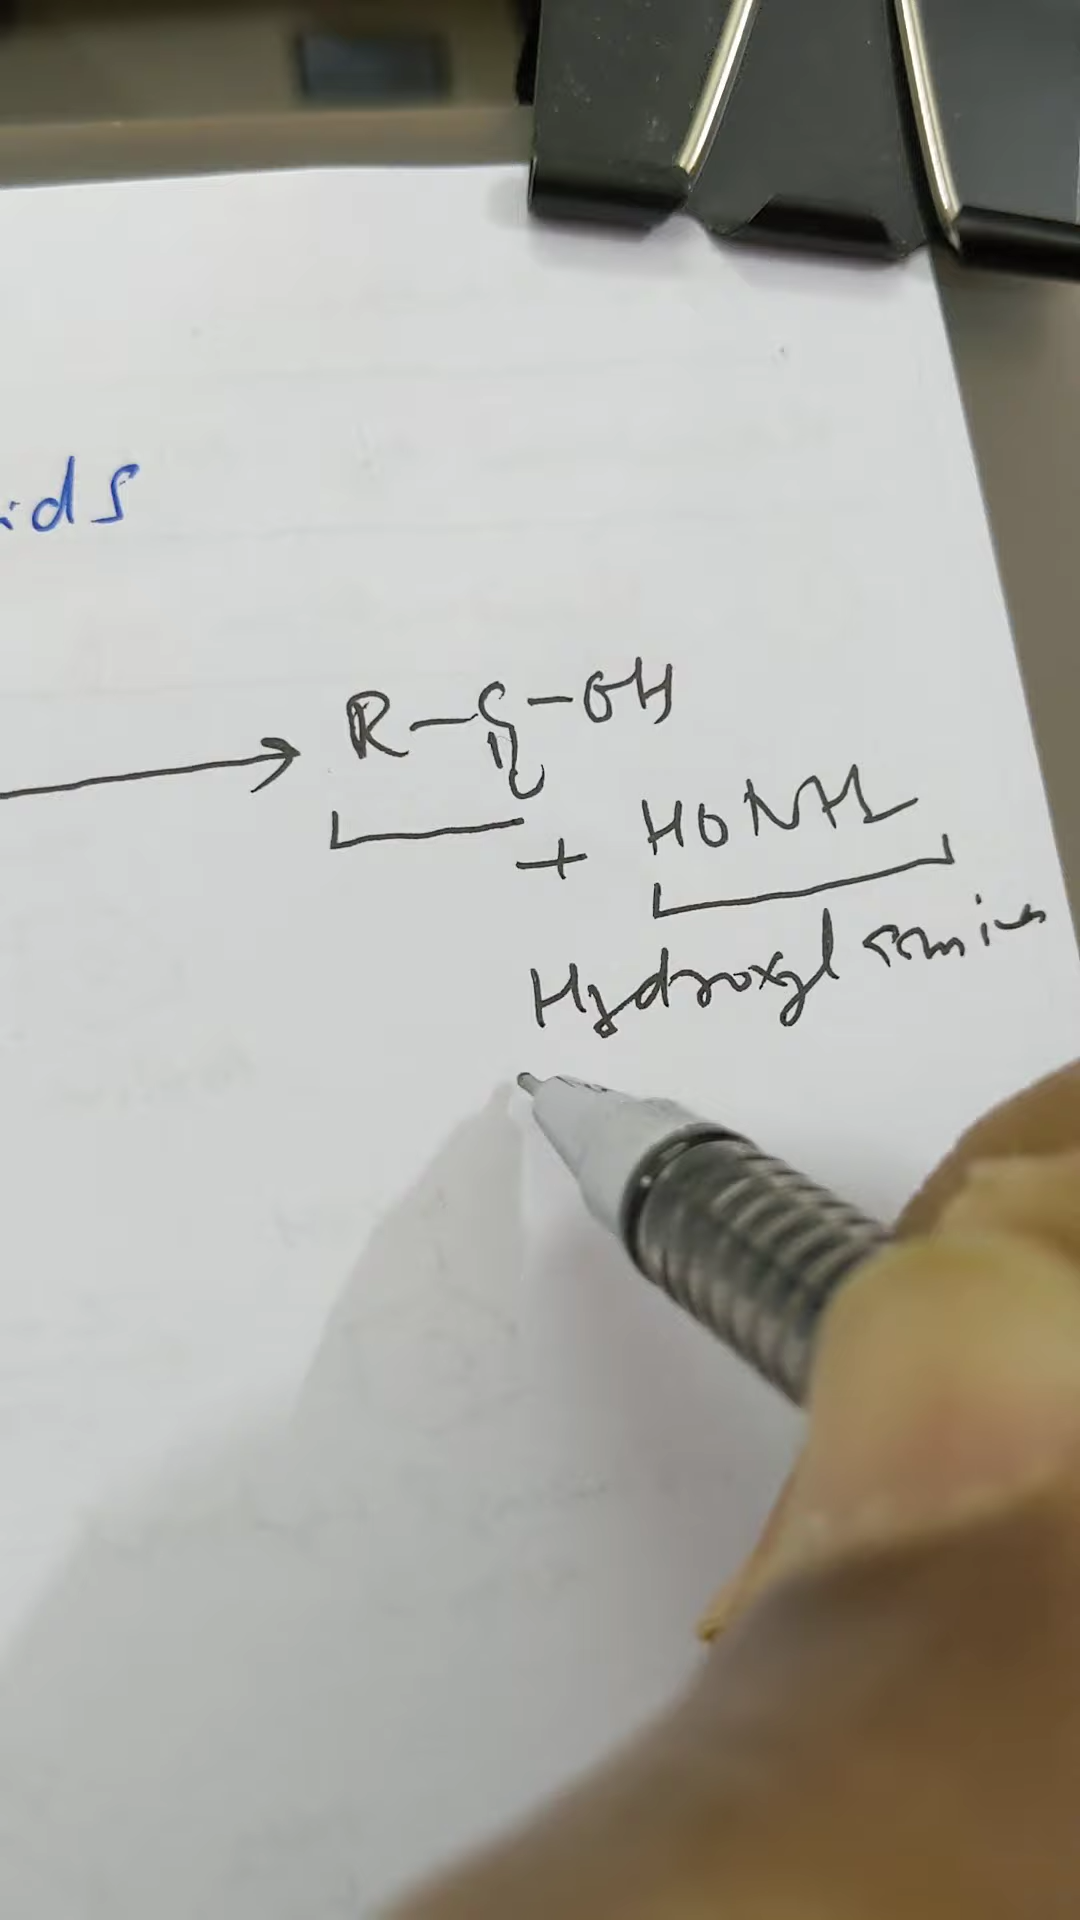 ids
R-C-OH
||
O
+ HONH2
Hydroxyl amine